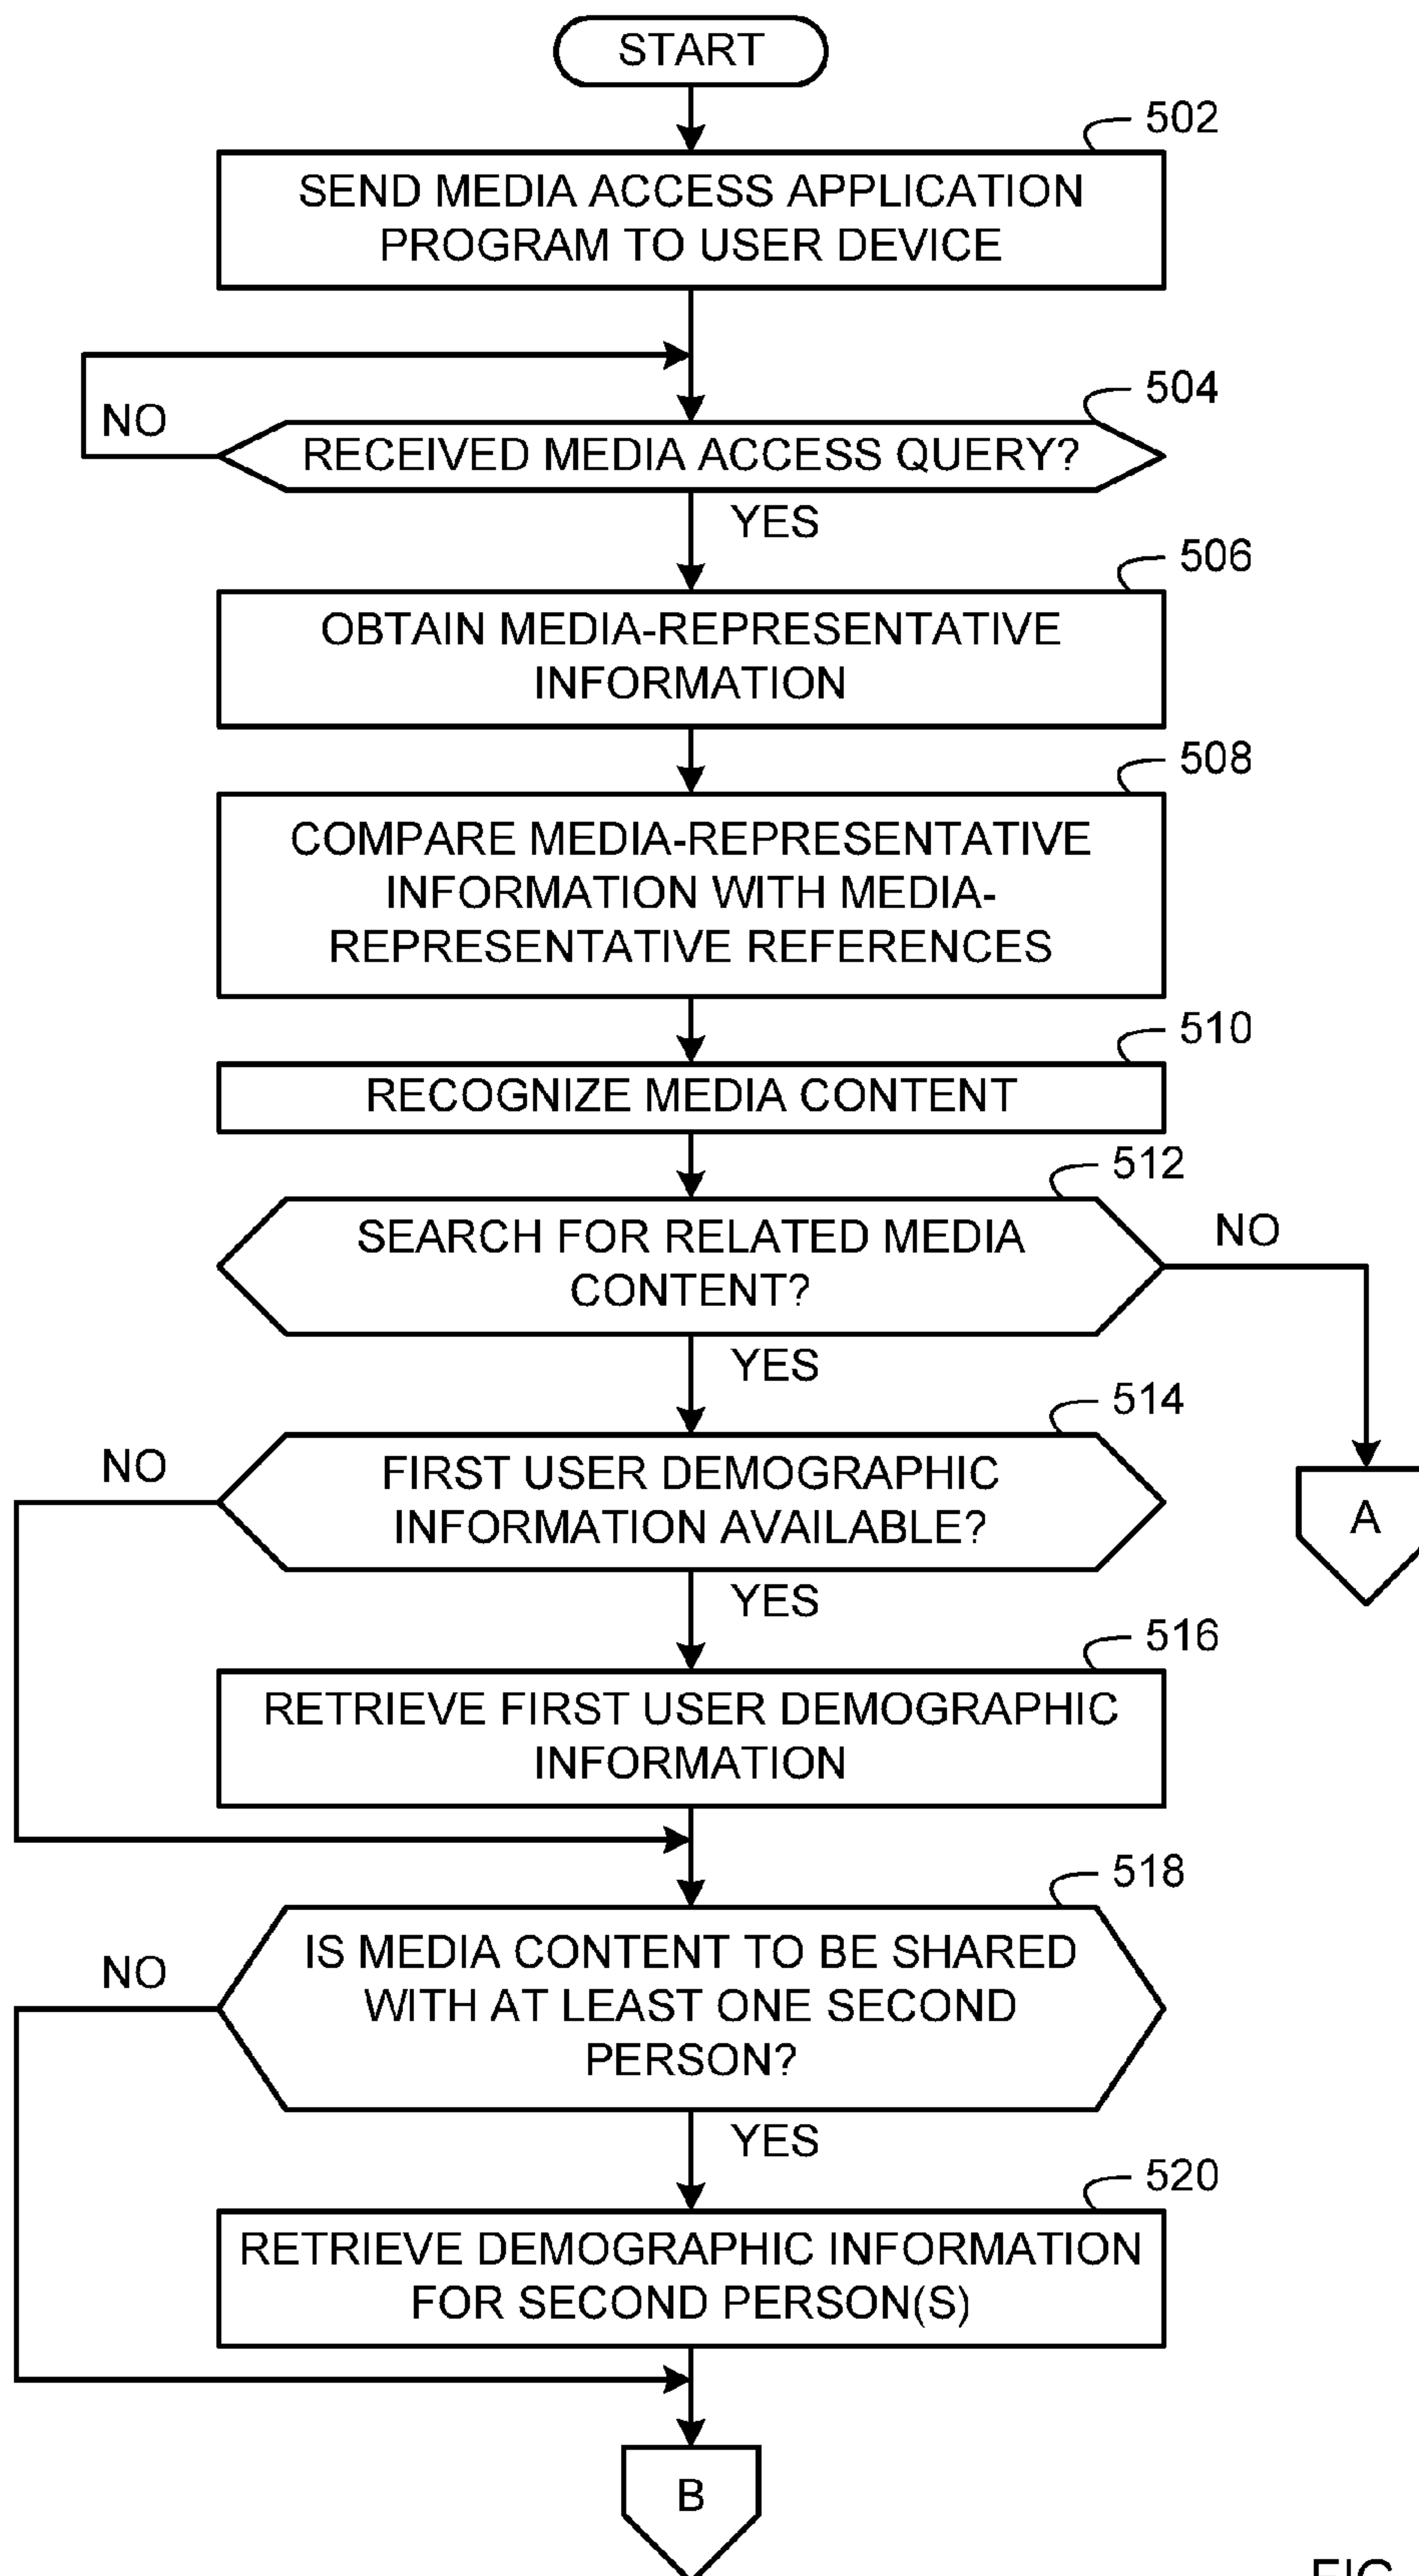 START
502
SEND MEDIA ACCESS APPLICATION
PROGRAM TO USER DEVICE
504
NO
RECEIVED MEDIA ACCESS QUERY?
YES
506
OBTAIN MEDIA-REPRESENTATIVE
INFORMATION
508
COMPARE MEDIA-REPRESENTATIVE
INFORMATION WITH MEDIA-
REPRESENTATIVE REFERENCES
510
RECOGNIZE MEDIA CONTENT
512
SEARCH FOR RELATED MEDIA
CONTENT?
NO
YES
514
NO
FIRST USER DEMOGRAPHIC
INFORMATION AVAILABLE?
A
YES
516
RETRIEVE FIRST USER DEMOGRAPHIC
INFORMATION
518
NO
IS MEDIA CONTENT TO BE SHARED
WITH AT LEAST ONE SECOND
PERSON?
YES
520
RETRIEVE DEMOGRAPHIC INFORMATION
FOR SECOND PERSON(S)
B
FIG